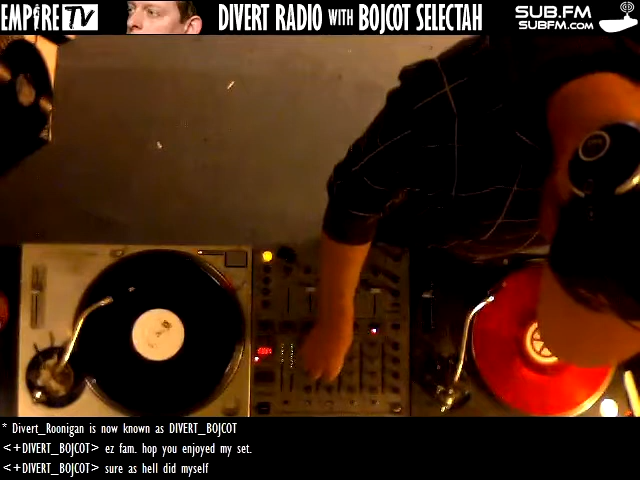 EMPIRE TV
DIVERT RADIO WITH BOJCOT SELECTAH
SUB.FM
SUBFM.COM
* Divert_Roonigan is now known as DIVERT_BOJCOT
<+DIVERT_BOJCOT> ez fam. hop you enjoyed my set.
<+DIVERT_BOJCOT> sure as hell did myself